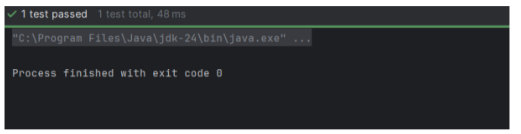 1 test passed 1 test total, 48 ms
"C:\Program Files\Java\jdk-24\bin\java.exe" ...
Process finished with exit code 0